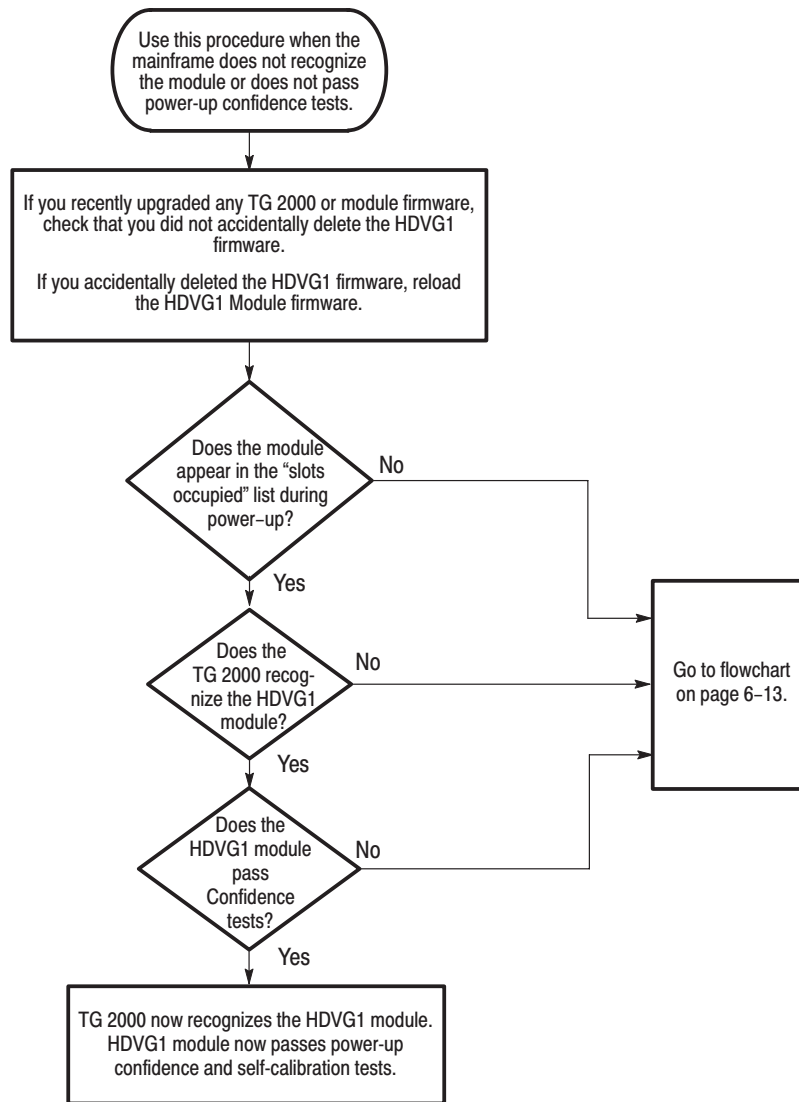 Use this procedure when the
mainframe does not recognize
the module or does not pass
power-up confidence tests.
If you recently upgraded any TG 2000 or module firmware,
check that you did not accidentally delete the HDVG1
firmware.
If you accidentally deleted the HDVG1 firmware, reload
the HDVG1 Module firmware.
Does the module
appear in the “slots
occupied” list during
power–up?
No
Yes
Does the
TG 2000 recog-
nize the HDVG1
module?
No
Go to flowchart
on page 6–13.
Yes
Does the
HDVG1 module
pass
Confidence
tests?
No
Yes
TG 2000 now recognizes the HDVG1 module.
HDVG1 module now passes power-up
confidence and self-calibration tests.